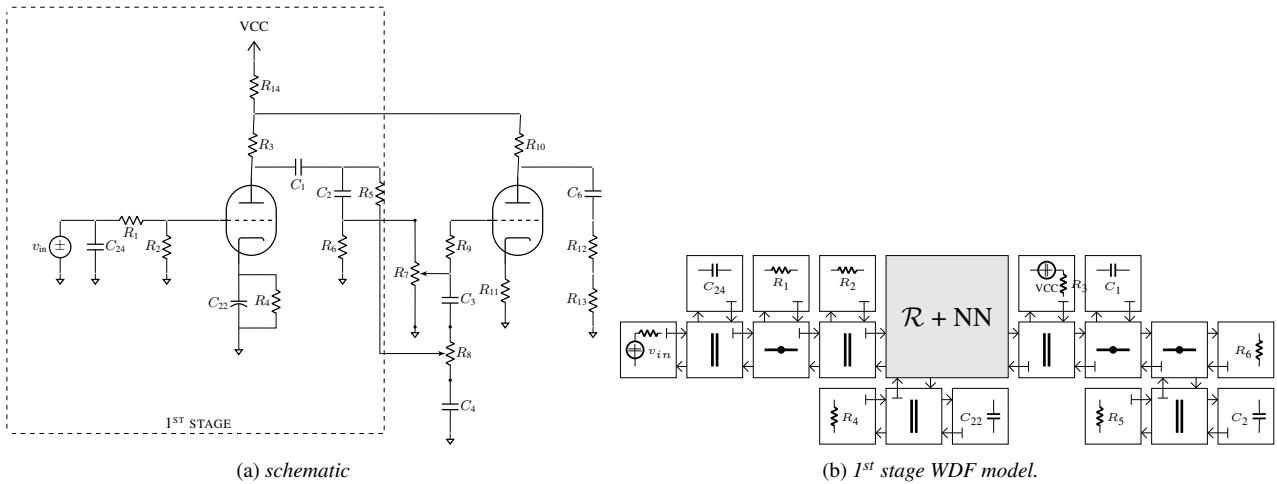 VCC
R14
R3
R10
C1
C2
R5
C6
vin
±
C24
R1
R2
R6
R7
R9
R12
C22
R4
C3
R11
R13
R8
C4
1ST STAGE
(a) schematic
C24
R1
R2
R + NN
VCC
R3
C1
vin
R6
R4
C22
R5
C2
(b) 1st stage WDF model.